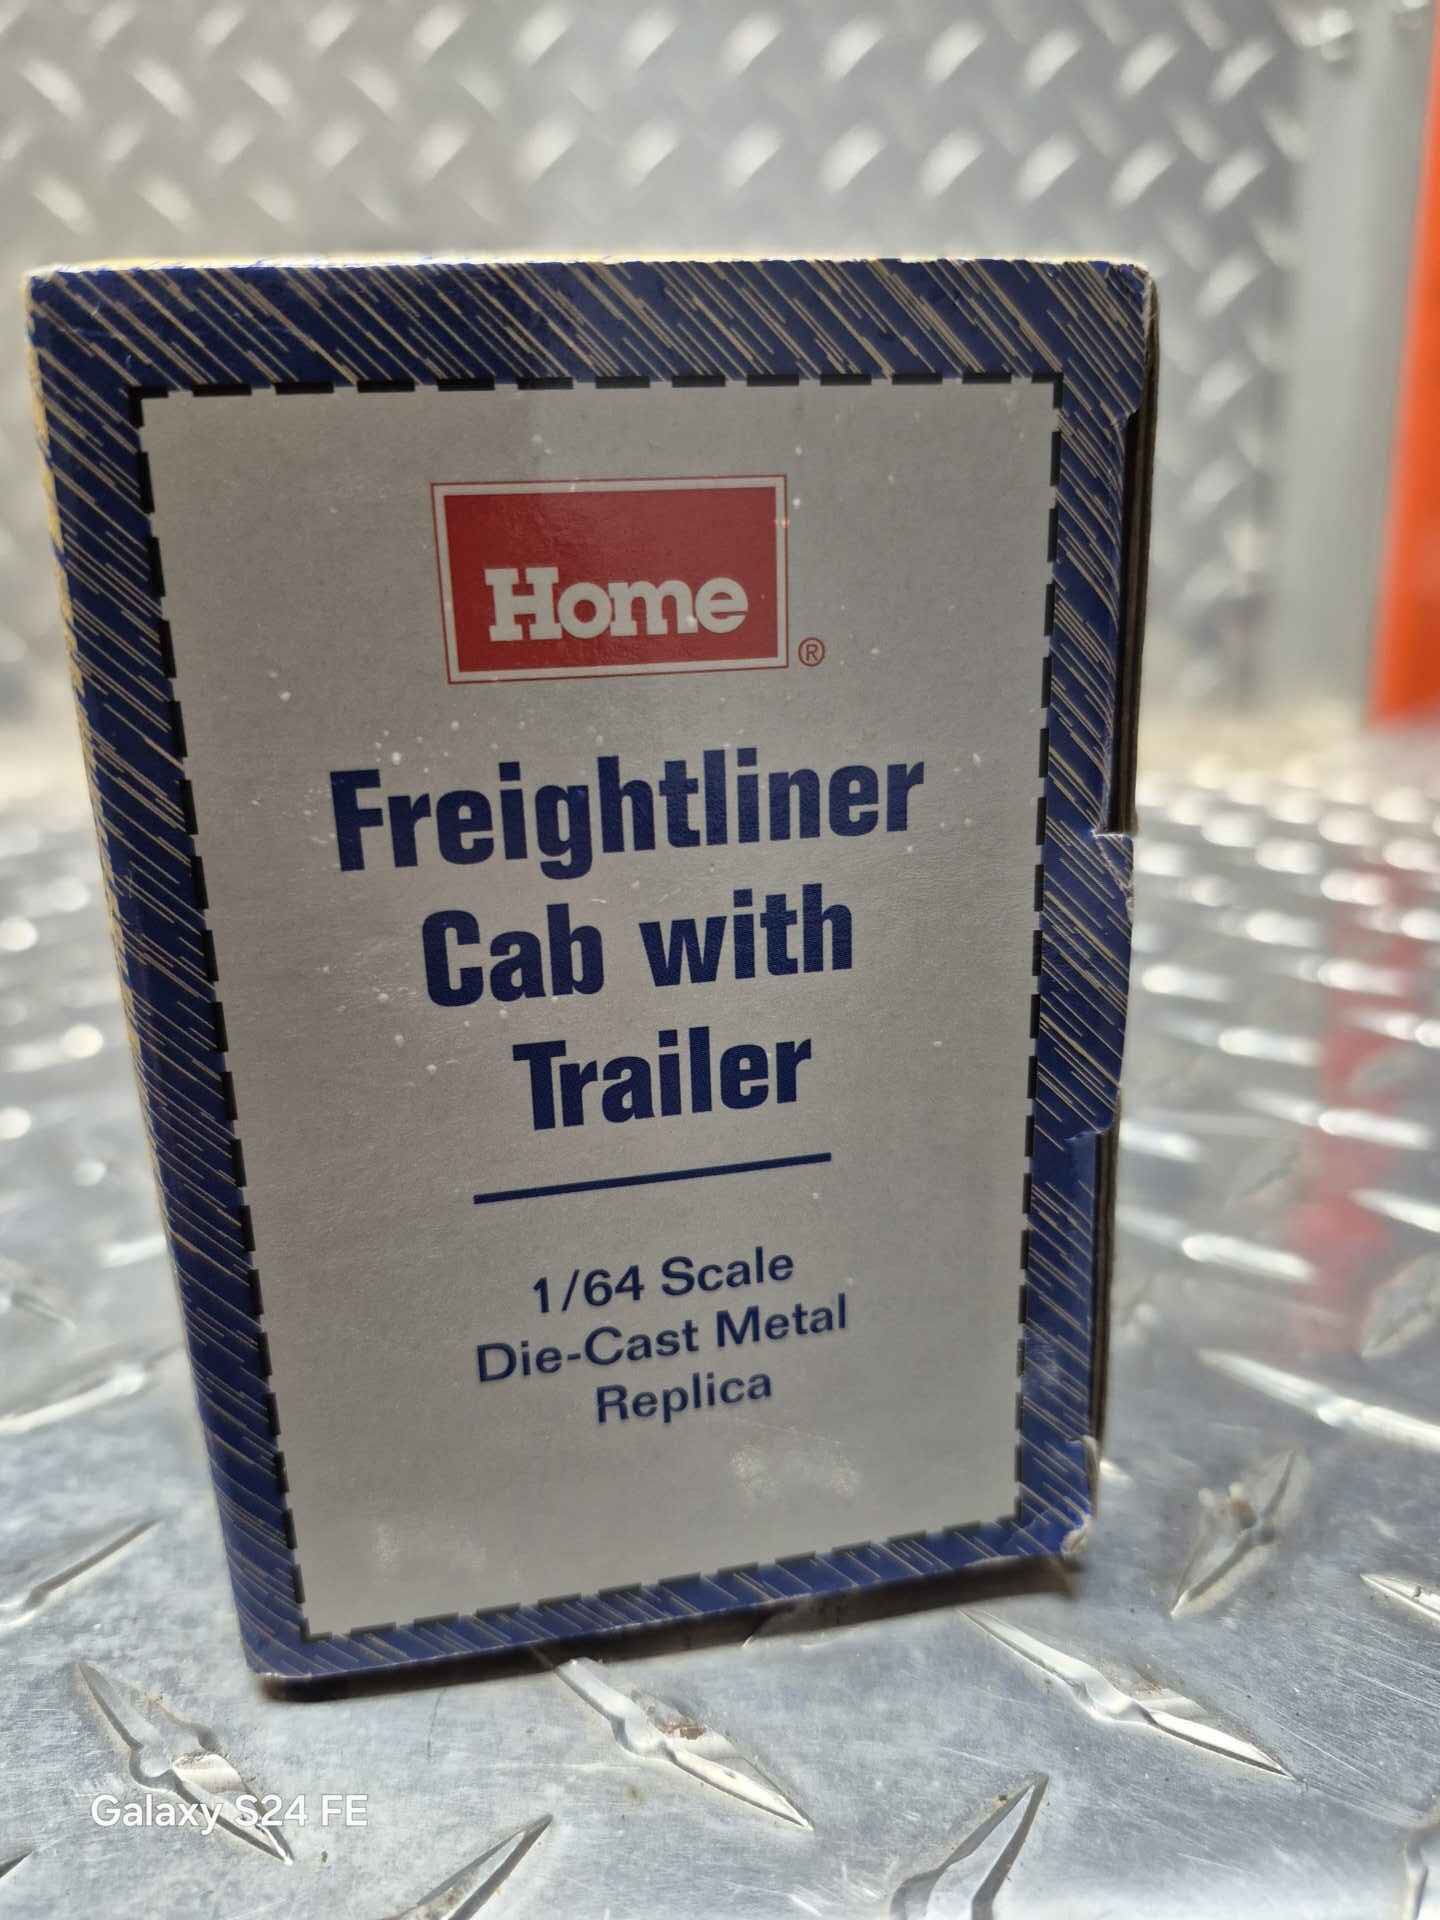 Home
®
Freightliner
Cab with
Trailer
1/64 Scale
Die-Cast Metal
Replica
Galaxy S24 FE